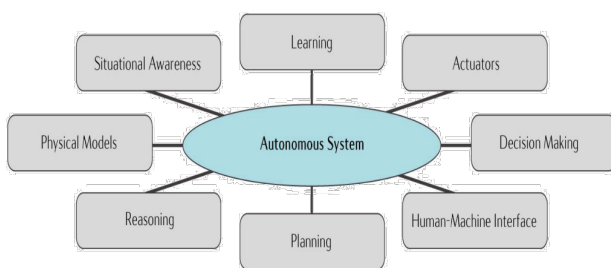 Learning
Situational Awareness
Actuators
Physical Models
Autonomous System
Decision Making
Reasoning
Human-Machine Interface
Planning